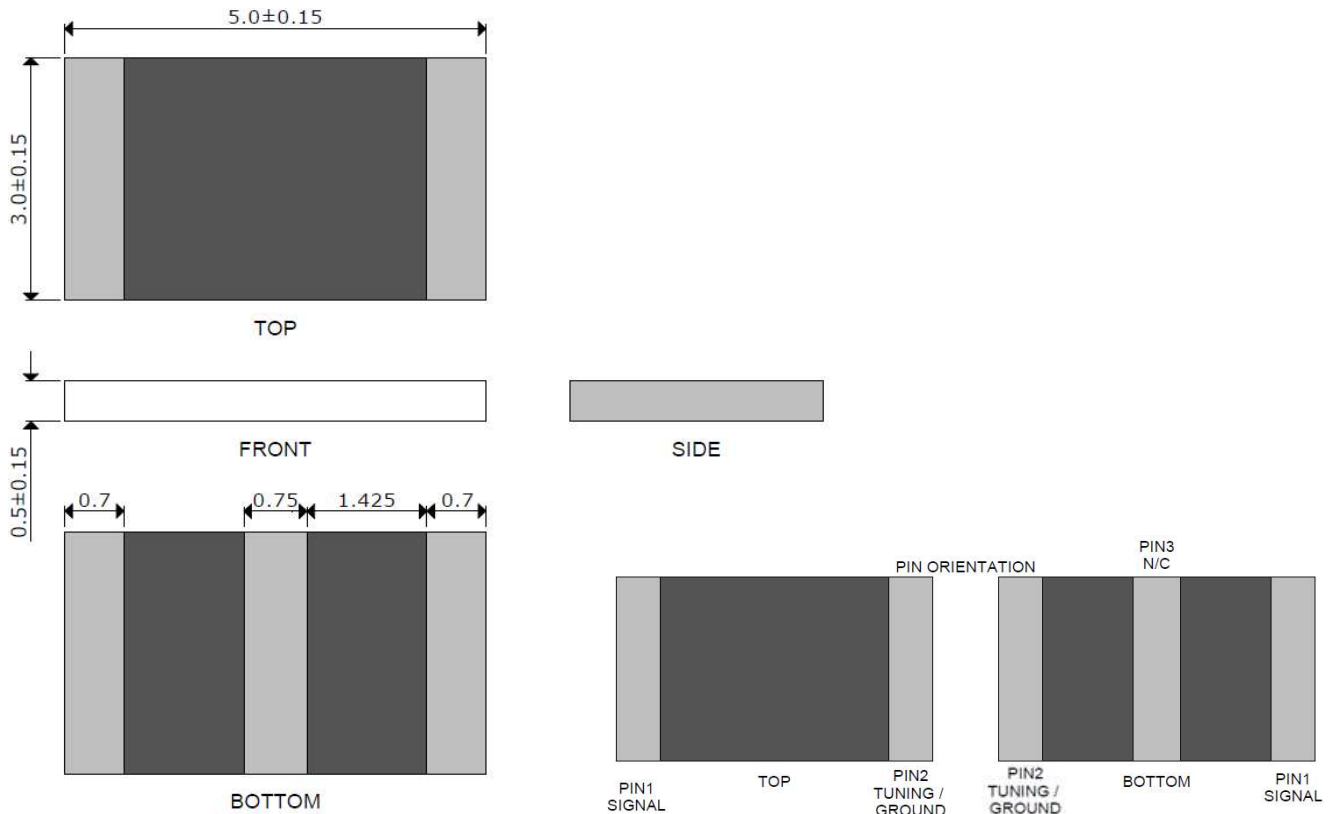 5.0±0.15
3.0±0.15
TOP
FRONT
SIDE
0.5±0.15
0.7
0.75
1.425
0.7
BOTTOM
PIN ORIENTATION
PIN3
N/C
PIN1
SIGNAL
TOP
PIN2
TUNING /
GROUND
PIN2
TUNING /
GROUND
BOTTOM
PIN1
SIGNAL